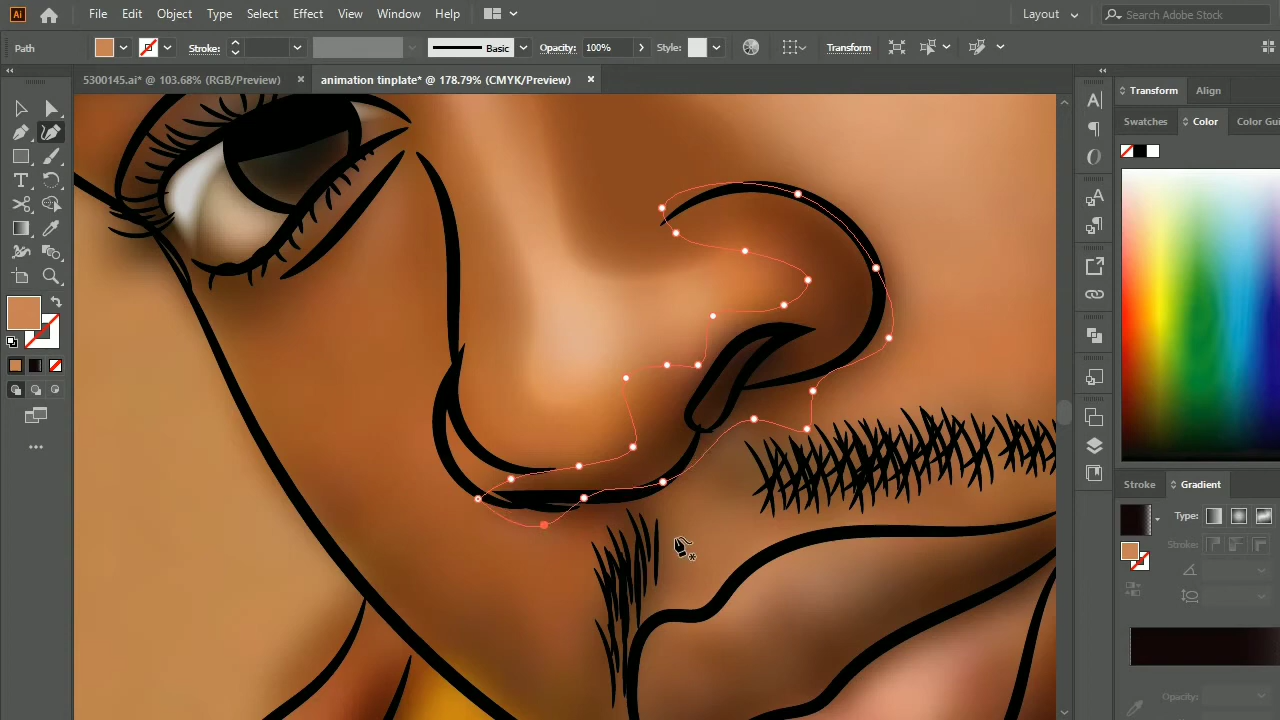 Ai File Edit Object Type Select Effect View Window Help Layout Search Adobe Stock
Path Stroke: Basic Opacity: 100% Style: Transform
5300145.ai* @ 103.68% (RGB/Preview) × animation tinplate* @ 178.79% (CMYK/Preview) ×
Transform Align
Swatches Color Color Gui
Stroke Gradient
Type:
Stroke:
Opacity: